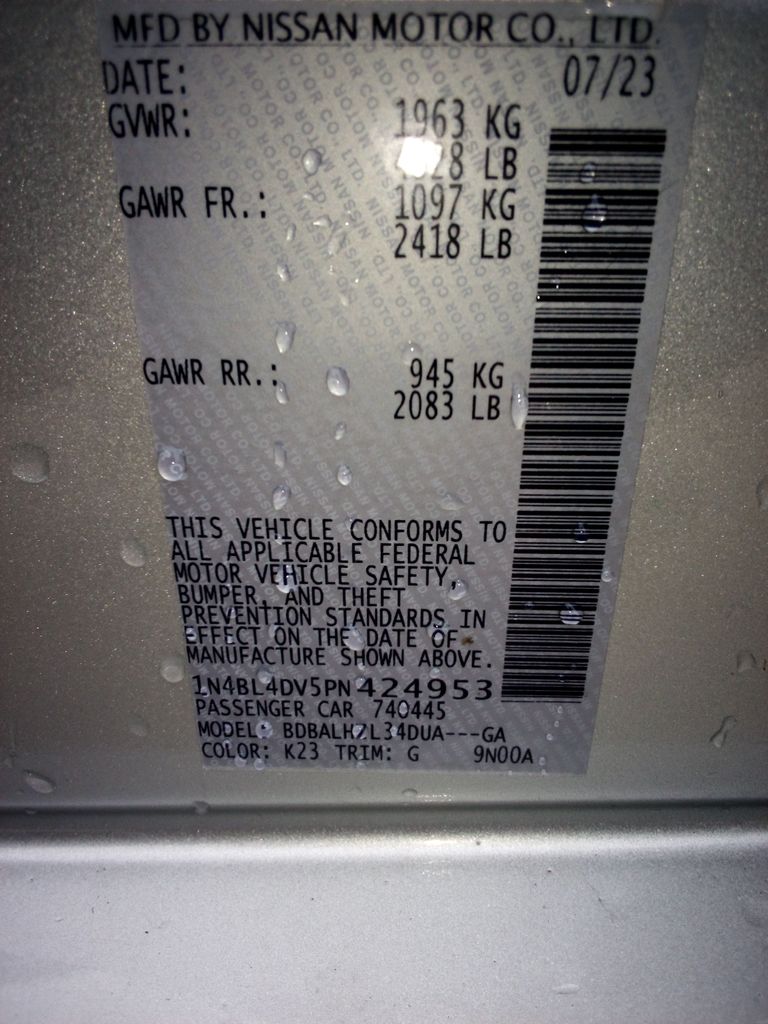 MFD BY NISSAN MOTOR CO., LTD.
DATE: 07/23
GVWR: 1963 KG
LB
GAWR FR.: 1097 KG
2418 LB
GAWR RR.: 945 KG
2083 LB
THIS VEHICLE CONFORMS TO
ALL APPLICABLE FEDERAL
MOTOR VEHICLE SAFETY,
BUMPER, AND THEFT
PREVENTION STANDARDS IN
EFFECT ON THE DATE OF
MANUFACTURE SHOWN ABOVE.
1N4BL4DV5PN424953
PASSENGER CAR 740445
MODEL: GA
COLOR: K23 TRIM: G 9N00A